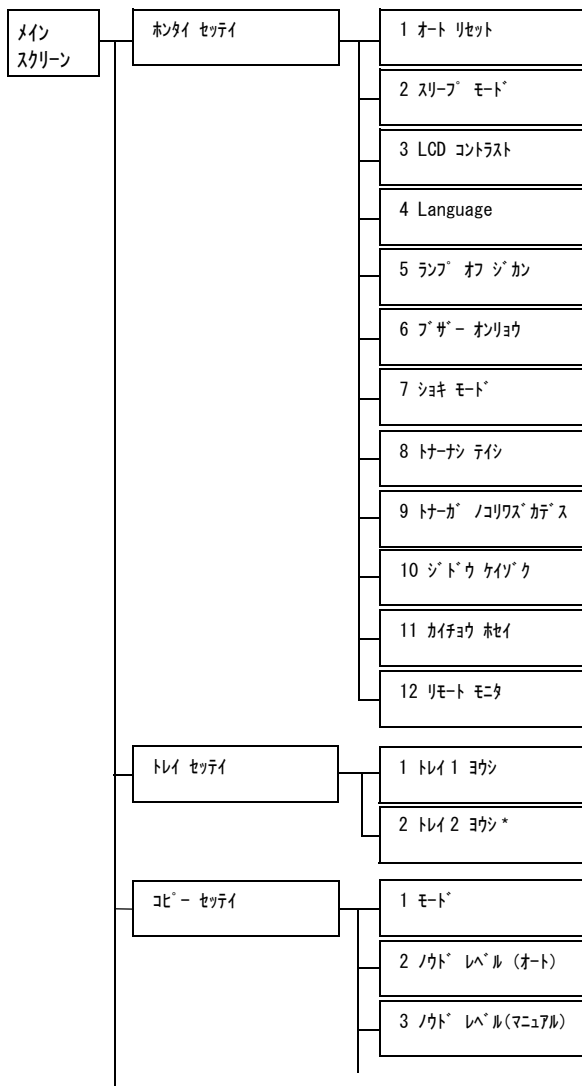 ﾒｲﾝ
ｽｸﾘｰﾝ
ﾎﾝﾀｲ ｾｯﾃｲ
1 ｵｰﾄ ﾘｾｯﾄ
2 ｽﾘｰﾌﾟ ﾓｰﾄﾞ
3 LCD ｺﾝﾄﾗｽﾄ
4 Language
5 ﾗﾝﾌﾟ ｵﾌ ｼﾞｶﾝ
6 ﾌﾞｻﾞｰ ｵﾝﾘｮｳ
7 ｼｮｷ ﾓｰﾄﾞ
8 ﾄﾅｰﾅｼ ﾃｲｼ
9 ﾄﾅｰｶﾞ ﾉｺﾘﾜｽﾞｶﾃﾞｽ
10 ｼﾞﾄﾞｳ ｹｲｿﾞｸ
11 ｶｲﾁｮｳ ﾎｾｲ
12 ﾘﾓｰﾄ ﾓﾆﾀ
ﾄﾚｲ ｾｯﾃｲ
1 ﾄﾚｲ1 ﾖｳｼ
2 ﾄﾚｲ2 ﾖｳｼ*
ｺﾋﾟｰ ｾｯﾃｲ
1 ﾓｰﾄﾞ
2 ﾉｳﾄﾞ ﾚﾍﾞﾙ (ｵｰﾄ)
3 ﾉｳﾄﾞ ﾚﾍﾞﾙ(ﾏﾆｭｱﾙ)